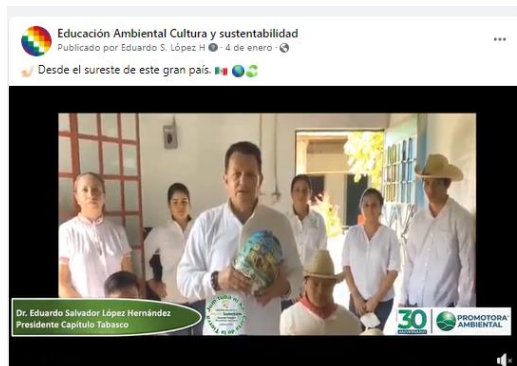 Educación Ambiental Cultura y sustentabilidad
Publicado por Eduardo S. López H · 4 de enero ·
Desde el sureste de este gran país.
Dr. Eduardo Salvador López Hernández
Presidente Capítulo Tabasco
30
ANIVERSARIO
PROMOTORA
AMBIENTAL